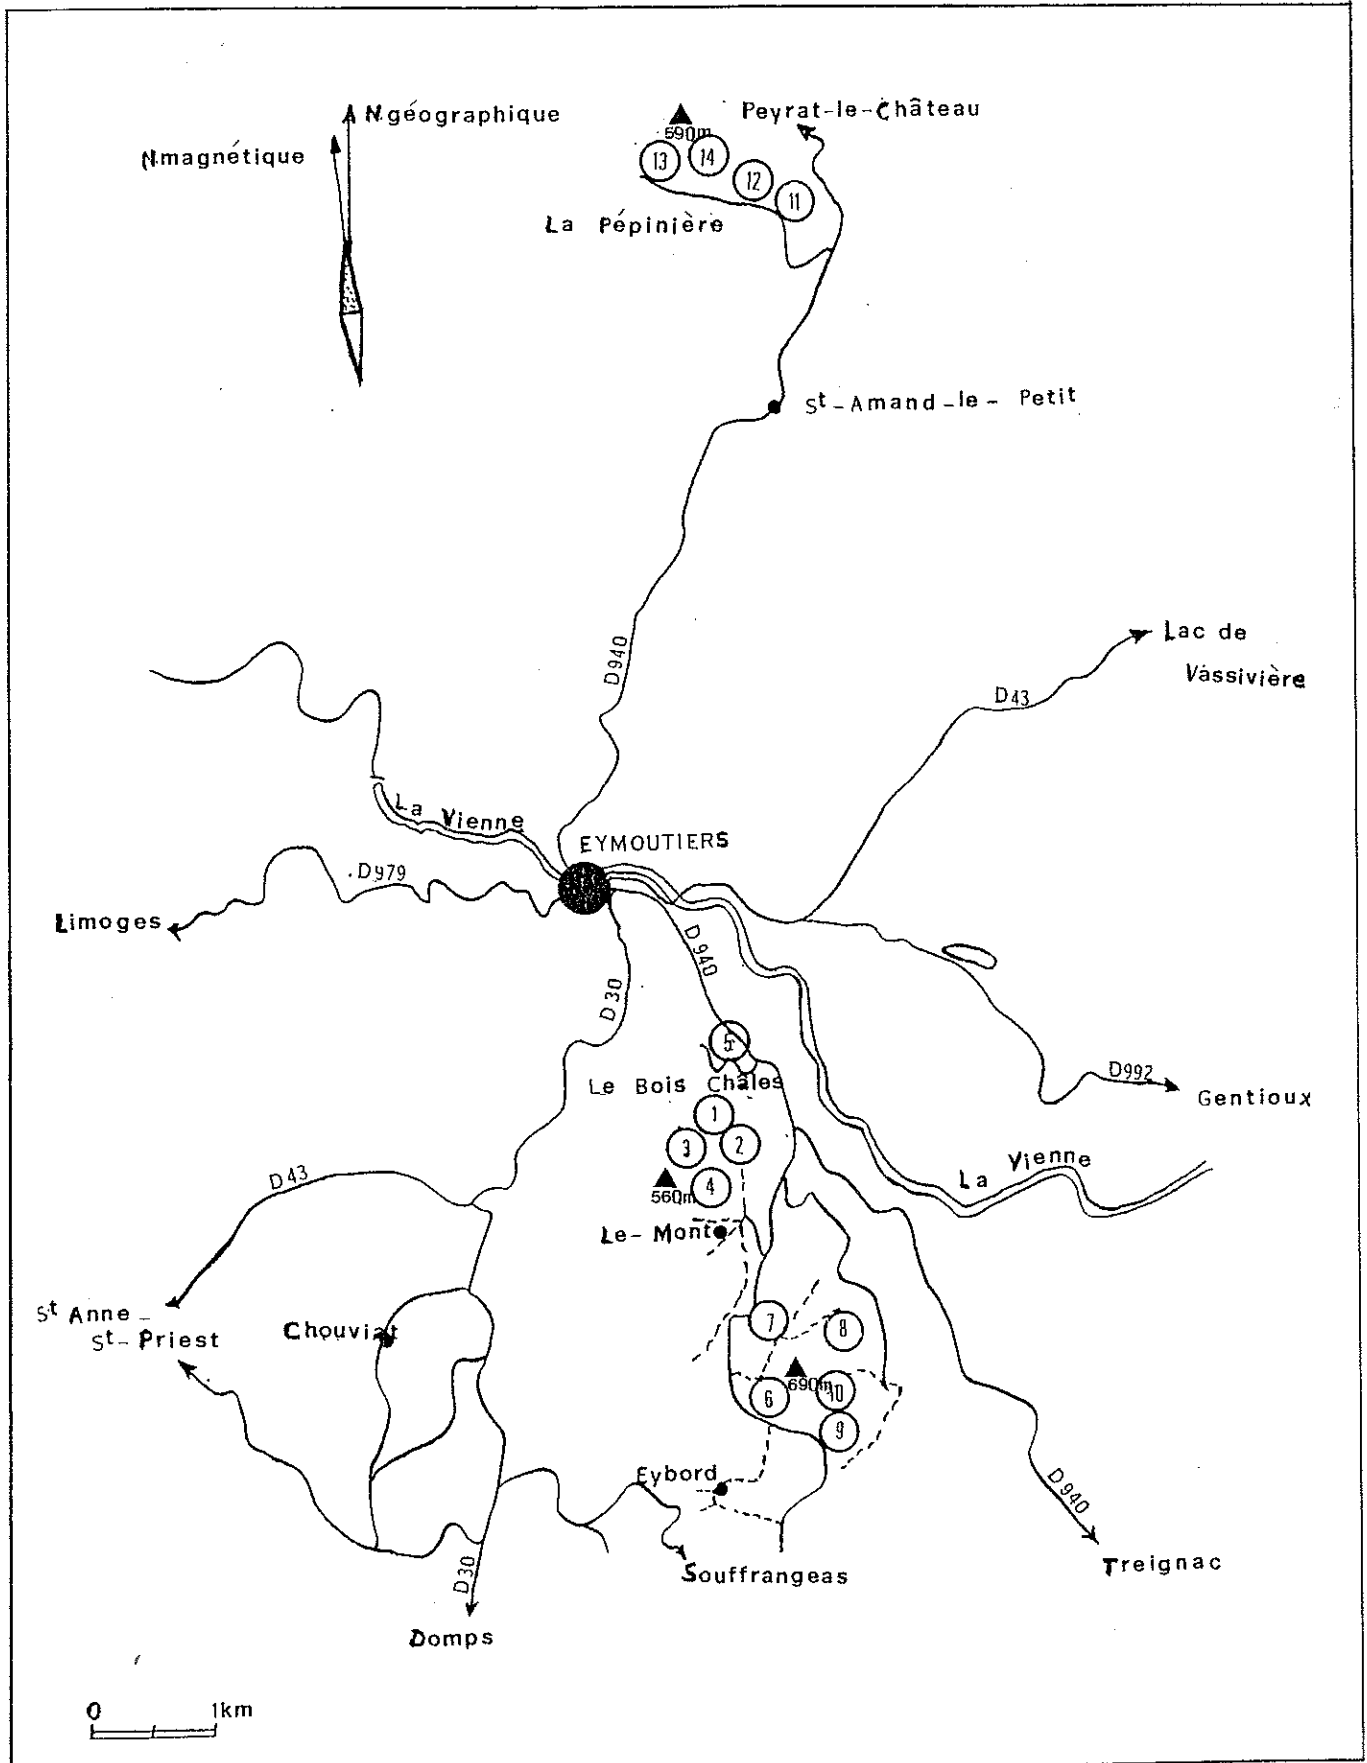 N géographique
N magnétique
Peyrat-le-Château
590m
13
14
12
11
La Pépinière
St-Amand-le-Petit
D940
Lac de
Vassivière
D43
La Vienne
EYMOUTIERS
D979
Limoges
D940
D30
5
Le Bois Châles
D992
Gentioux
1
3
2
4
560m
La Vienne
D43
Le-Mont
St Anne-
St-Priest
Chouviat
7
8
690m
6
10
9
Eybord
D940
Souffrangeas
Treignac
D30
Domps
0
1km